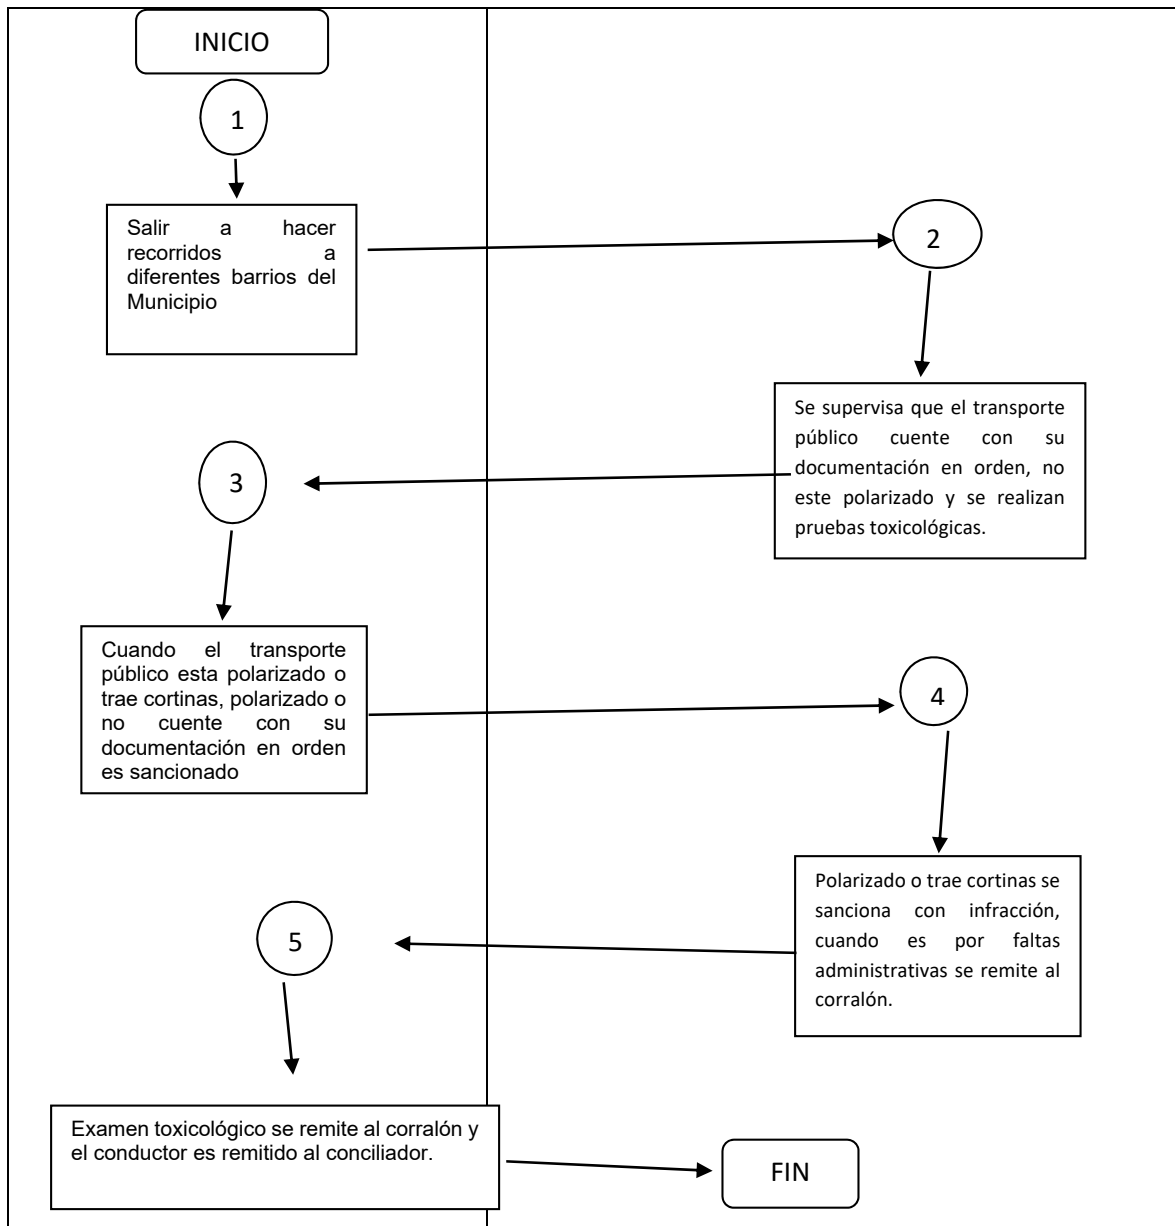 INICIO
1
Salir a hacer
recorridos a
diferentes barrios del
Municipio
2
Se supervisa que el transporte
público cuente con su
documentación en orden, no
este polarizado y se realizan
pruebas toxicológicas.
3
Cuando el transporte
público esta polarizado o
trae cortinas, polarizado o
no cuente con su
documentación en orden
es sancionado
4
Polarizado o trae cortinas se
sanciona con infracción,
cuando es por faltas
administrativas se remite al
corralón.
5
Examen toxicológico se remite al corralón y
el conductor es remitido al conciliador.
FIN